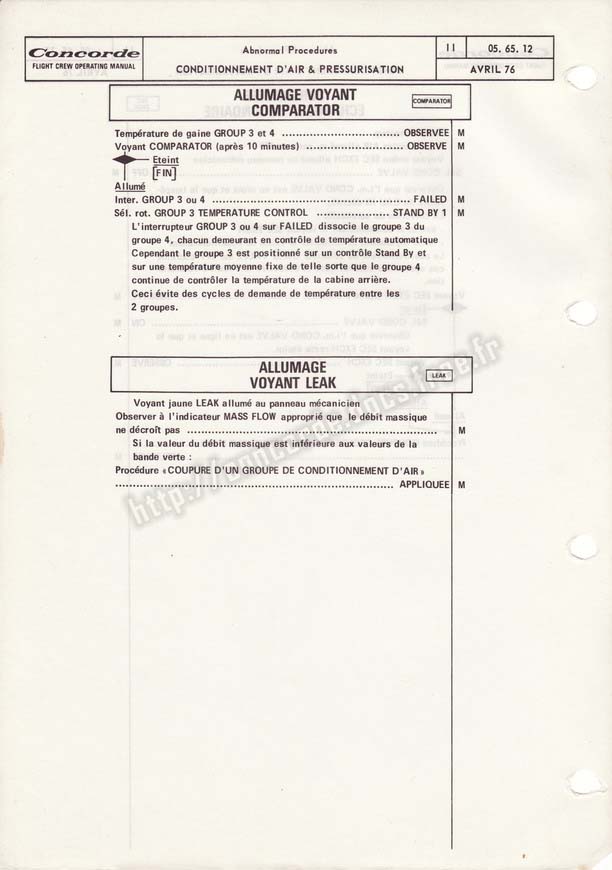 Concorde
FLIGHT CREW OPERATING MANUAL
Abnormal Procedures
CONDITIONNEMENT D'AIR & PRESSURISATION
11 05. 65. 12
AVRIL 76
ALLUMAGE VOYANT
COMPARATOR
COMPARATOR
Température de gaine GROUP 3 et 4 .............................. OBSERVEE M
Voyant COMPARATOR (après 10 minutes) .......................... OBSERVE M
Eteint
[FIN]
Allumé
Inter. GROUP 3 ou 4 .................................................. FAILED M
Sél. rot. GROUP 3 TEMPERATURE CONTROL .................. STAND BY 1 M
L'interrupteur GROUP 3 ou 4 sur FAILED dissocie le groupe 3 du
groupe 4, chacun demeurant en contrôle de température automatique
Cependant le groupe 3 est positionné sur un contrôle Stand By et
sur une température moyenne fixe de telle sorte que le groupe 4
continue de contrôler la température de la cabine arrière.
Ceci évite des cycles de demande de température entre les
2 groupes.
ALLUMAGE
VOYANT LEAK
LEAK
Voyant jaune LEAK allumé au panneau mécanicien
Observer à l'indicateur MASS FLOW approprié que le débit massique
ne décroît pas .............................................................. M
Si la valeur du débit massique est inférieure aux valeurs de la
bande verte :
Procédure « COUPURE D'UN GROUPE DE CONDITIONNEMENT D'AIR »
...................................................................... APPLIQUEE M
http://concorde.docs.free.fr